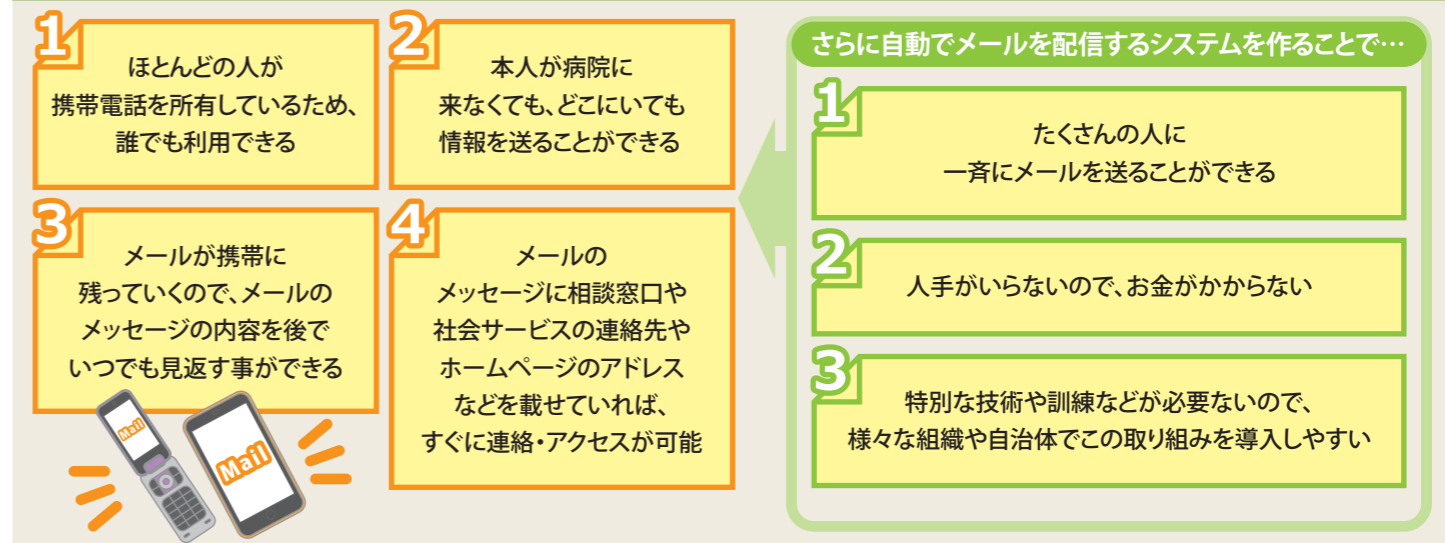 1
ほとんどの人が
携帯電話を所有しているため、
誰でも利用できる
2
本人が病院に
来なくても、どこにいても
情報を送ることができる
3
メールが携帯に
残っていくので、メールの
メッセージの内容を後で
いつでも見返す事ができる
4
メールの
メッセージに相談窓口や
社会サービスの連絡先や
ホームページのアドレス
などを載せていれば、
すぐに連絡・アクセスが可能
Mail
Mail
さらに自動でメールを配信するシステムを作ることで…
1
たくさんの人に
一斉にメールを送ることができる
2
人手がいらないので、お金がかからない
3
特別な技術や訓練などが必要ないので、
様々な組織や自治体でこの取り組みを導入しやすい